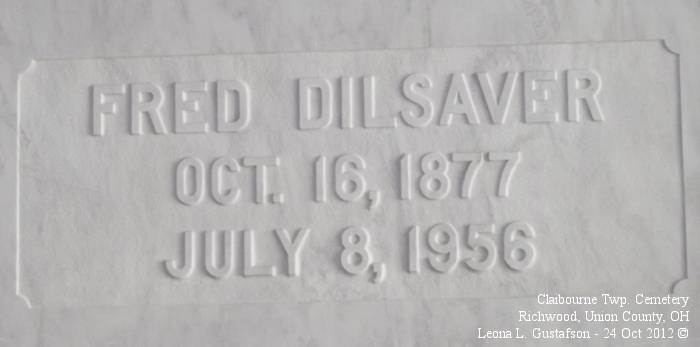 FRED DILSAVER
OCT. 16, 1877
JULY 8, 1956
Claibourne Twp. Cemetery
Richwood, Union County, OH
Leona L. Gustafson - 24 Oct 2012 ©